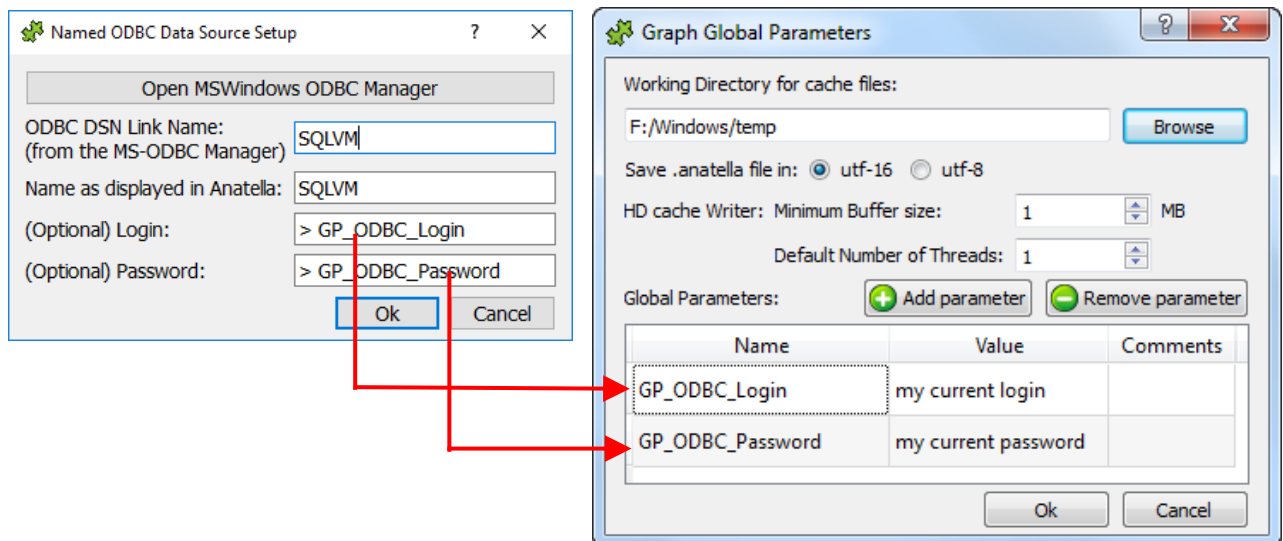 Named ODBC Data Source Setup
Open MSWindows ODBC Manager
ODBC DSN Link Name:
(from the MS-ODBC Manager)
SQLVM
Name as displayed in Anatella: SQLVM
(Optional) Login: > GP_ODBC_Login
(Optional) Password: > GP_ODBC_Password
Ok Cancel
Graph Global Parameters
Working Directory for cache files:
F:/Windows/temp Browse
Save .anatella file in: utf-16 utf-8
HD cache Writer: Minimum Buffer size: 1 MB
Default Number of Threads: 1
Global Parameters: Add parameter Remove parameter
Name Value Comments
GP_ODBC_Login my current login
GP_ODBC_Password my current password
Ok Cancel